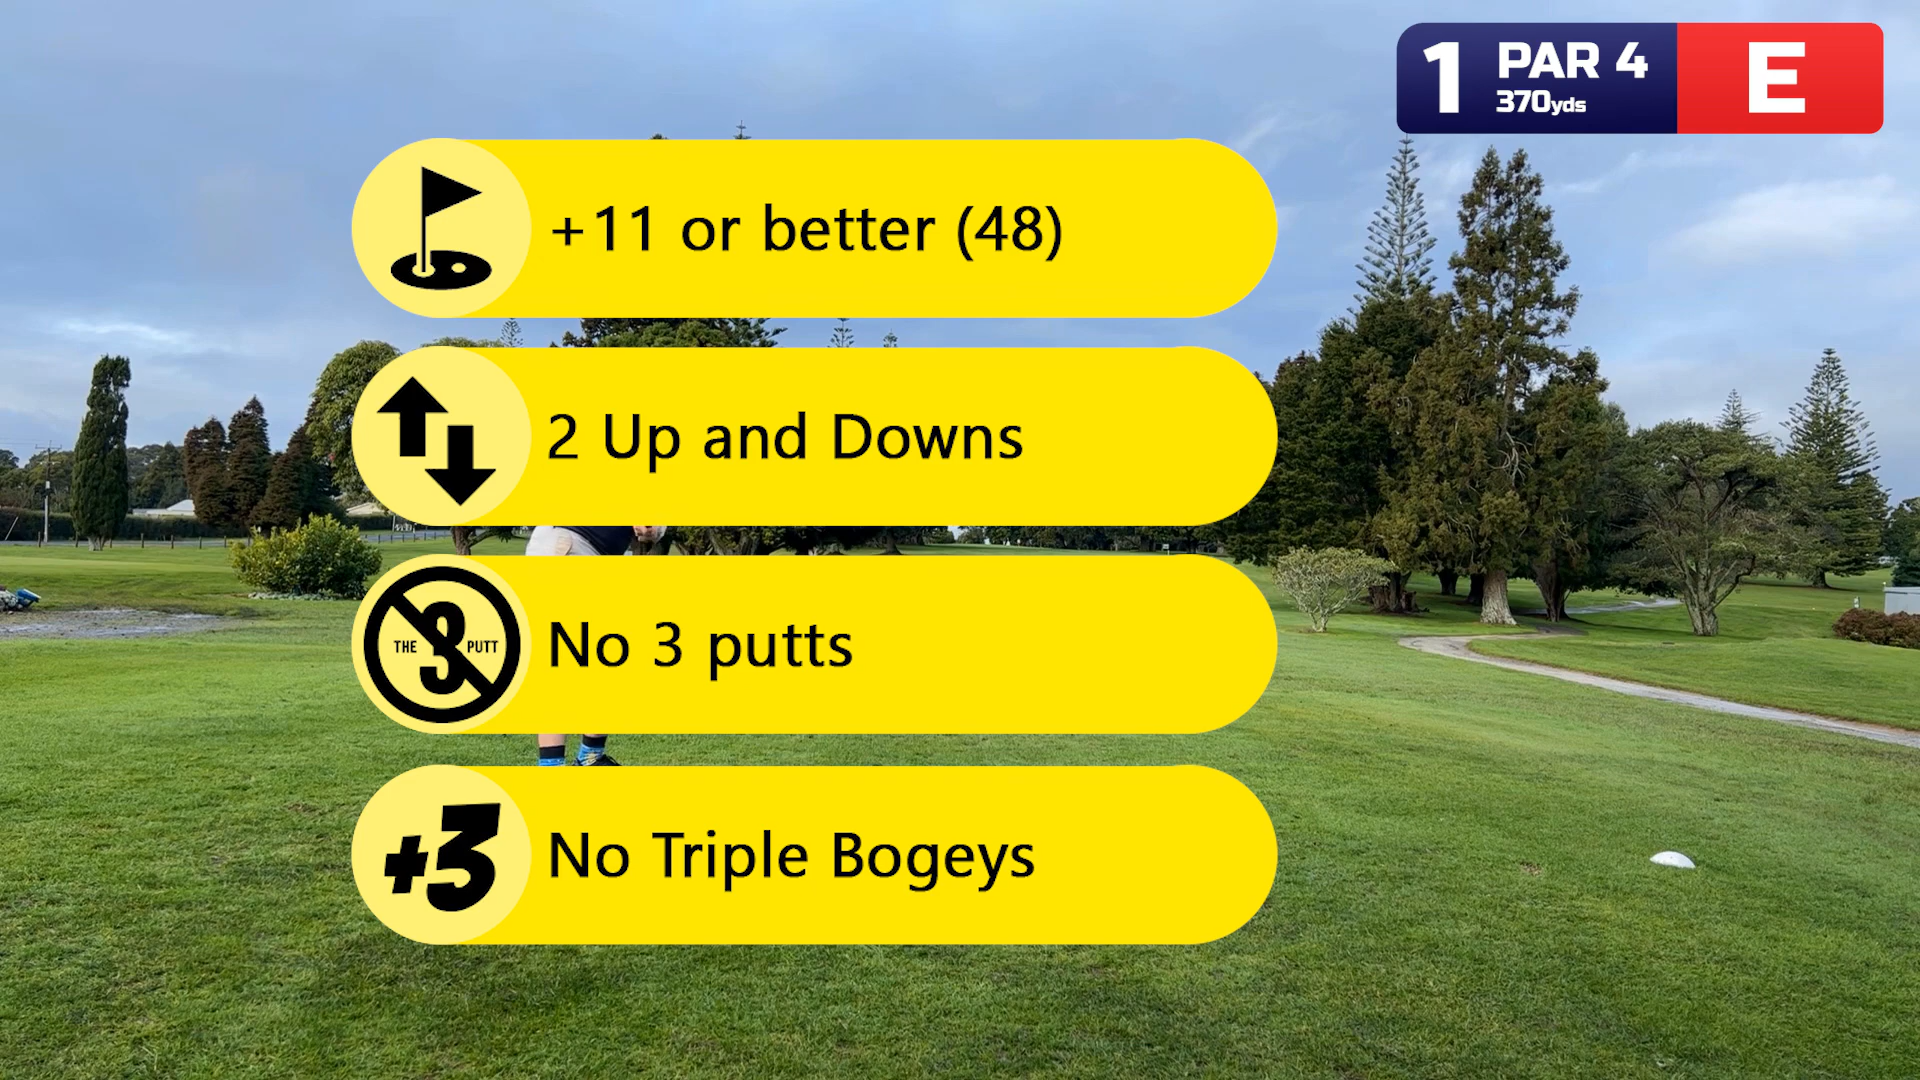 1 PAR 4 E
370yds
+11 or better (48)
2 Up and Downs
THE 3 PUTT
No 3 putts
+3
No Triple Bogeys